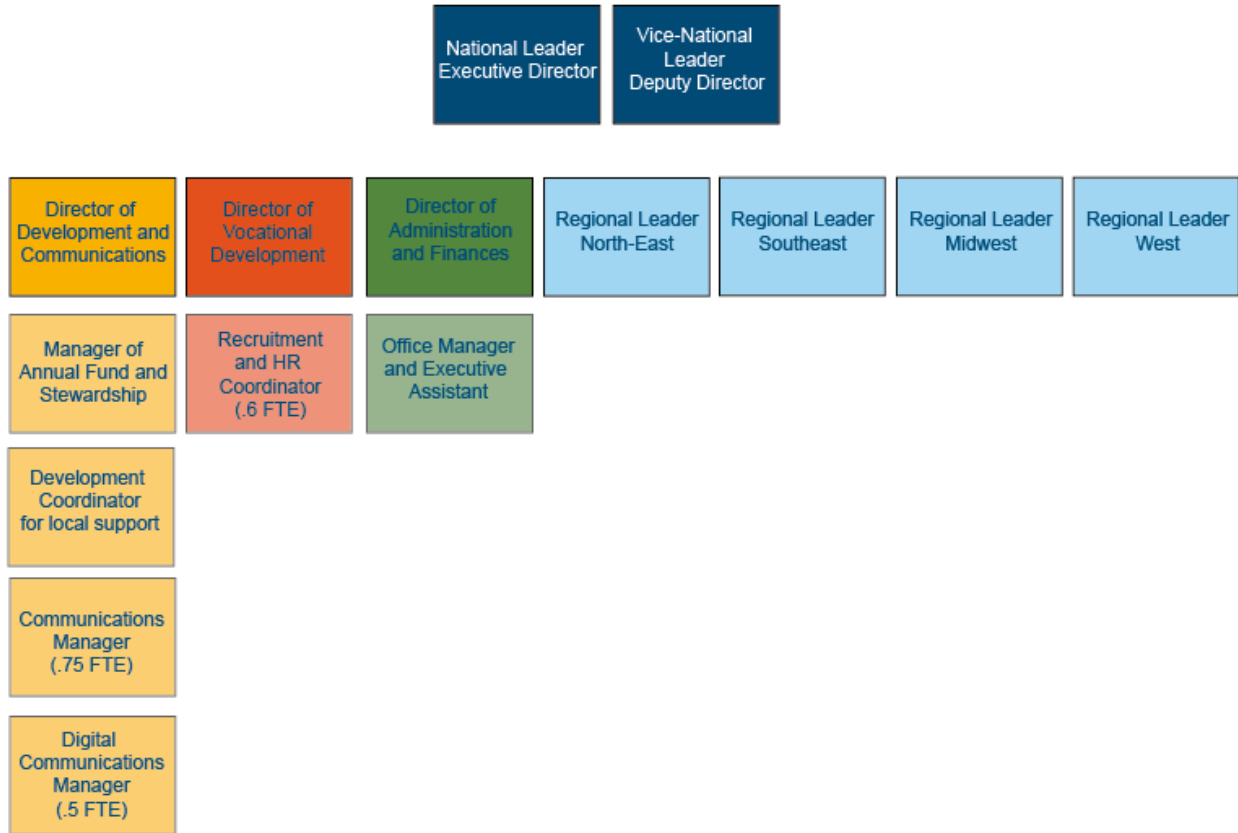 National Leader
Executive Director
Vice-National
Leader
Deputy Director
Director of
Development and
Communications
Director of
Vocational
Development
Director of
Administration
and Finances
Regional Leader
North-East
Regional Leader
Southeast
Regional Leader
Midwest
Regional Leader
West
Manager of
Annual Fund and
Stewardship
Recruitment
and HR
Coordinator
(.6 FTE)
Office Manager
and Executive
Assistant
Development
Coordinator
for local support
Communications
Manager
(.75 FTE)
Digital
Communications
Manager
(.5 FTE)